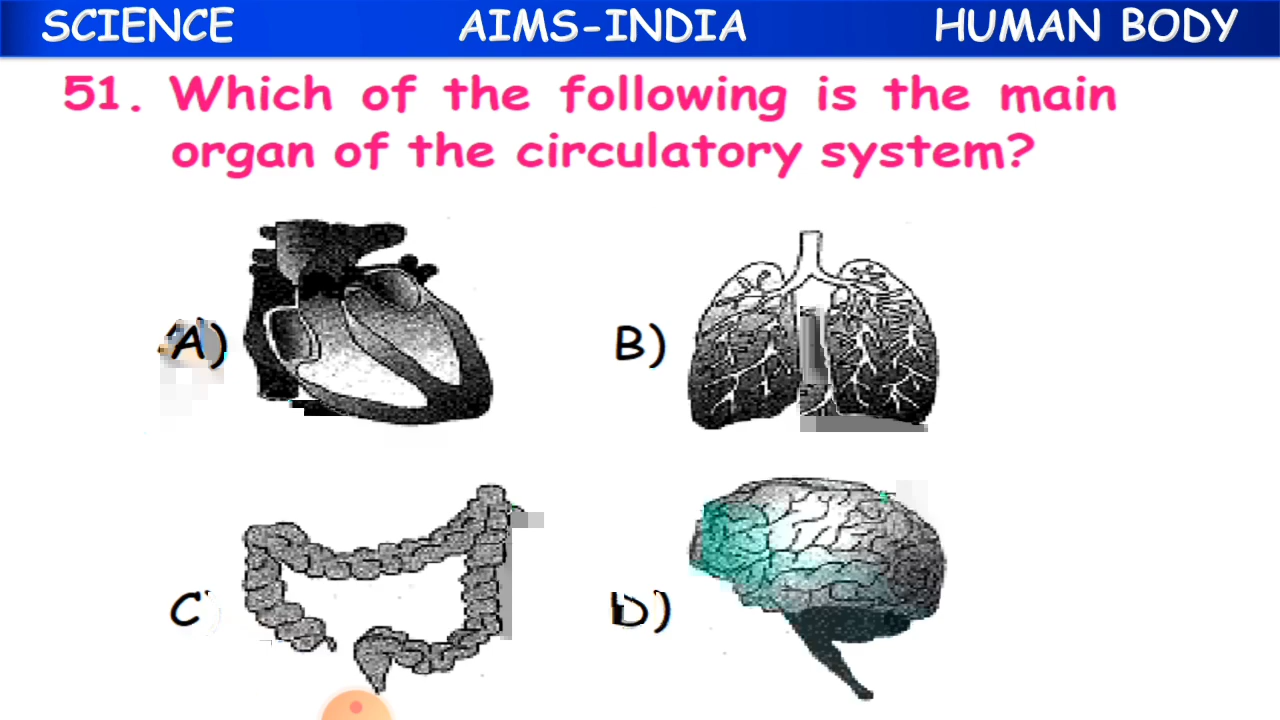 SCIENCE AIMS-INDIA HUMAN BODY
51. Which of the following is the main
organ of the circulatory system?
A) B)
C) D)